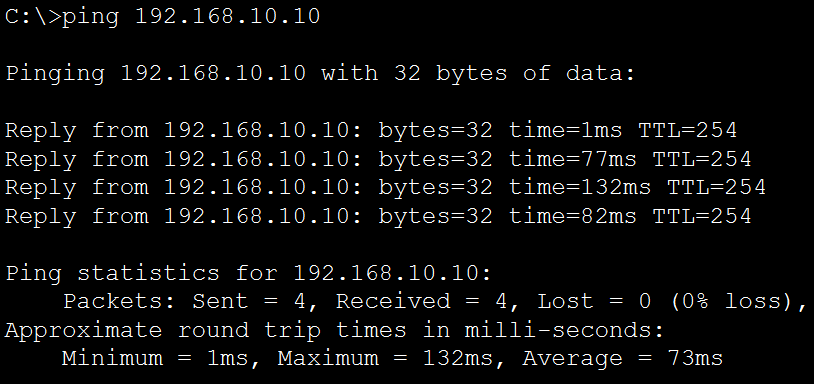 C:\>ping 192.168.10.10
Pinging 192.168.10.10 with 32 bytes of data:
Reply from 192.168.10.10: bytes=32 time=1ms TTL=254
Reply from 192.168.10.10: bytes=32 time=77ms TTL=254
Reply from 192.168.10.10: bytes=32 time=132ms TTL=254
Reply from 192.168.10.10: bytes=32 time=82ms TTL=254
Ping statistics for 192.168.10.10:
    Packets: Sent = 4, Received = 4, Lost = 0 (0% loss),
Approximate round trip times in milli-seconds:
    Minimum = 1ms, Maximum = 132ms, Average = 73ms